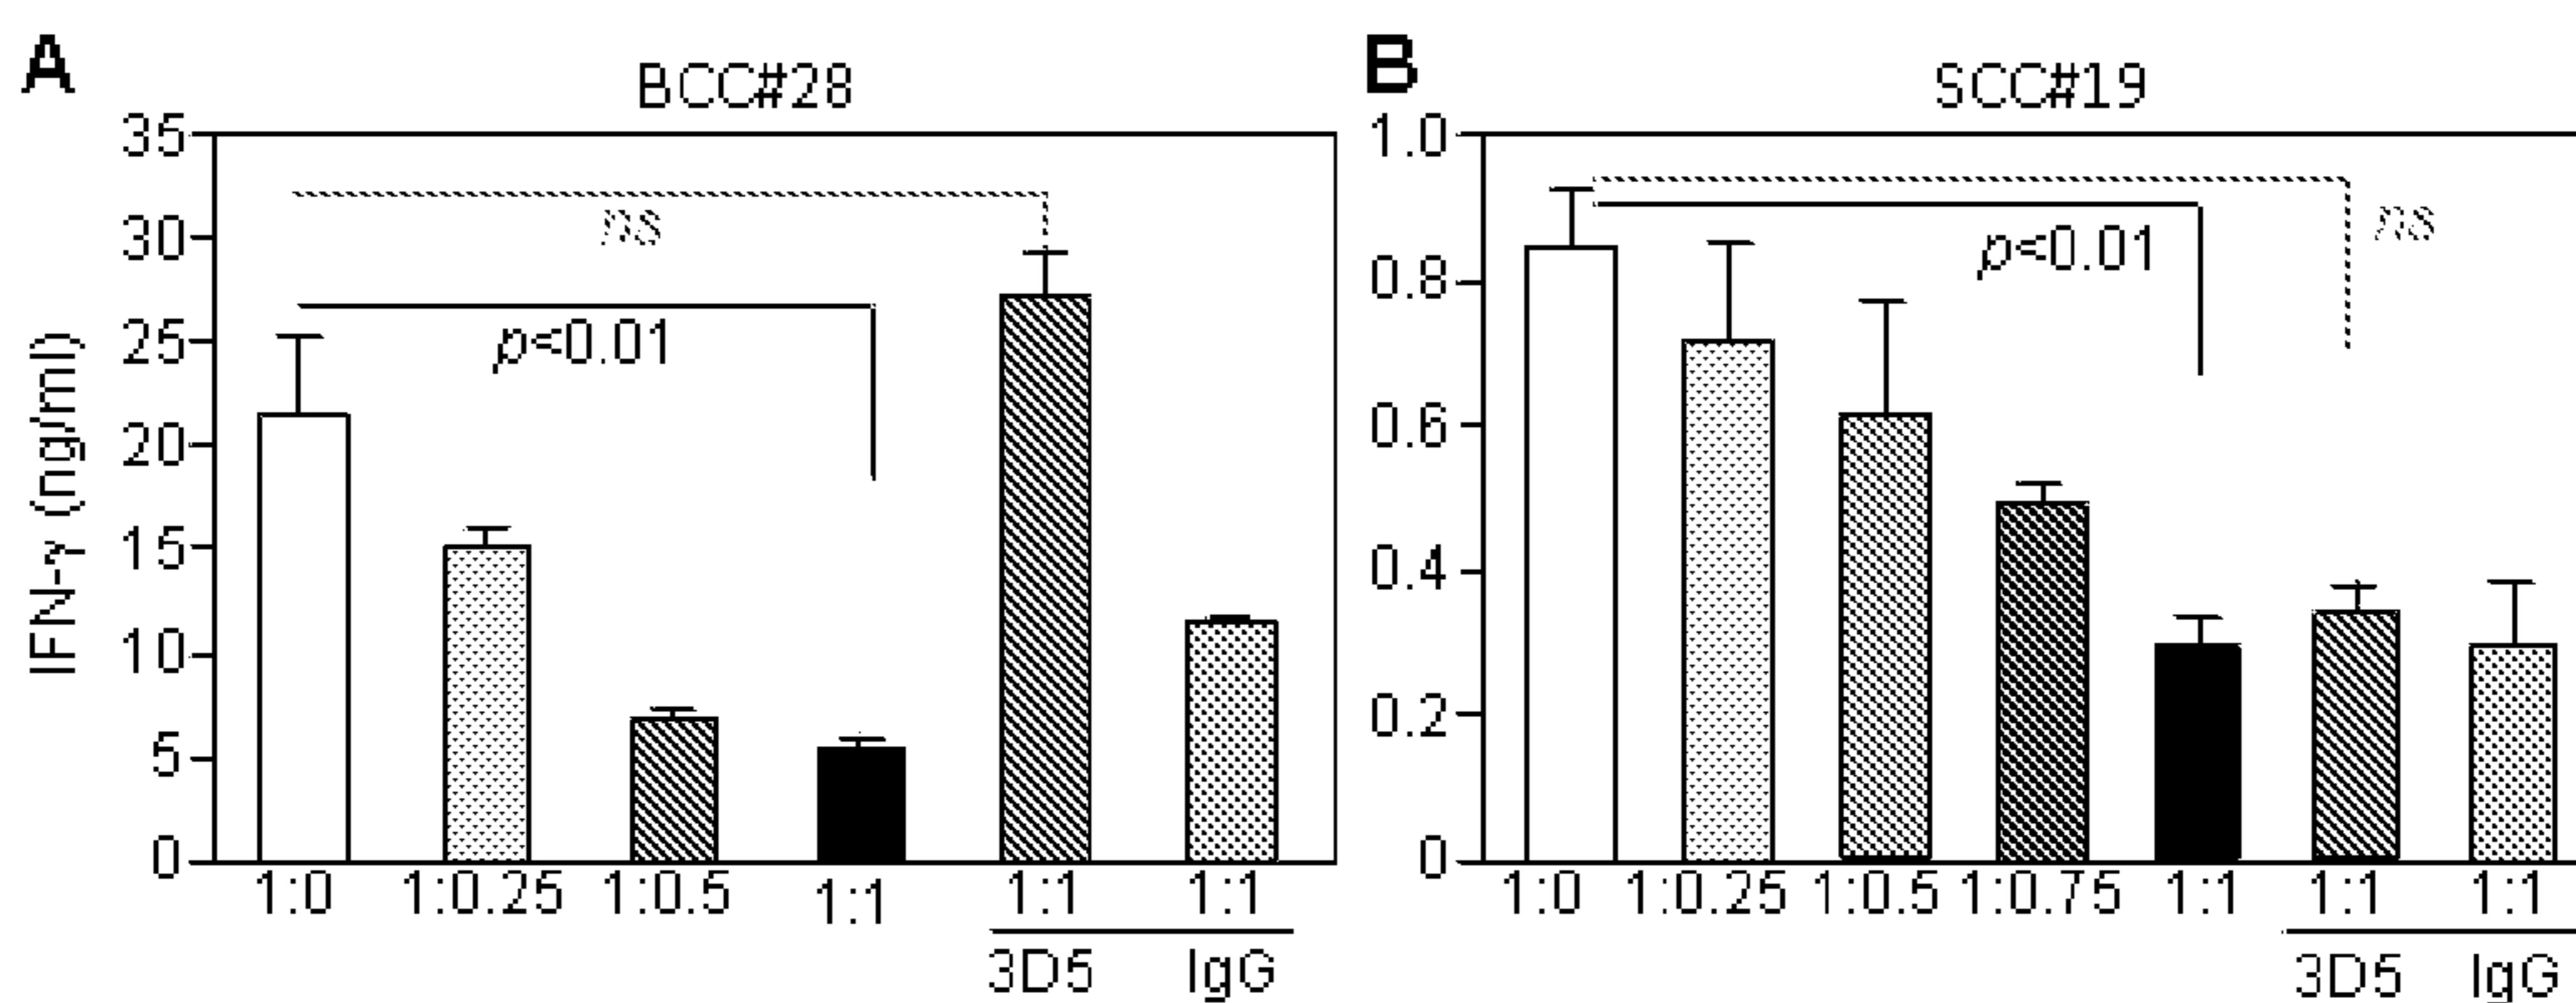 A
BCC#28
35
30
25
20
15
10
5
0
IFN-γ (ng/ml)
ns
p<0.01
1:0 1:0.25 1:0.5 1:1 1:1 1:1
3D5 IgG
B
SCC#19
1.0
0.8
0.6
0.4
0.2
0
p<0.01
ns
1:0 1:0.25 1:0.5 1:0.75 1:1 1:1 1:1
3D5 IgG